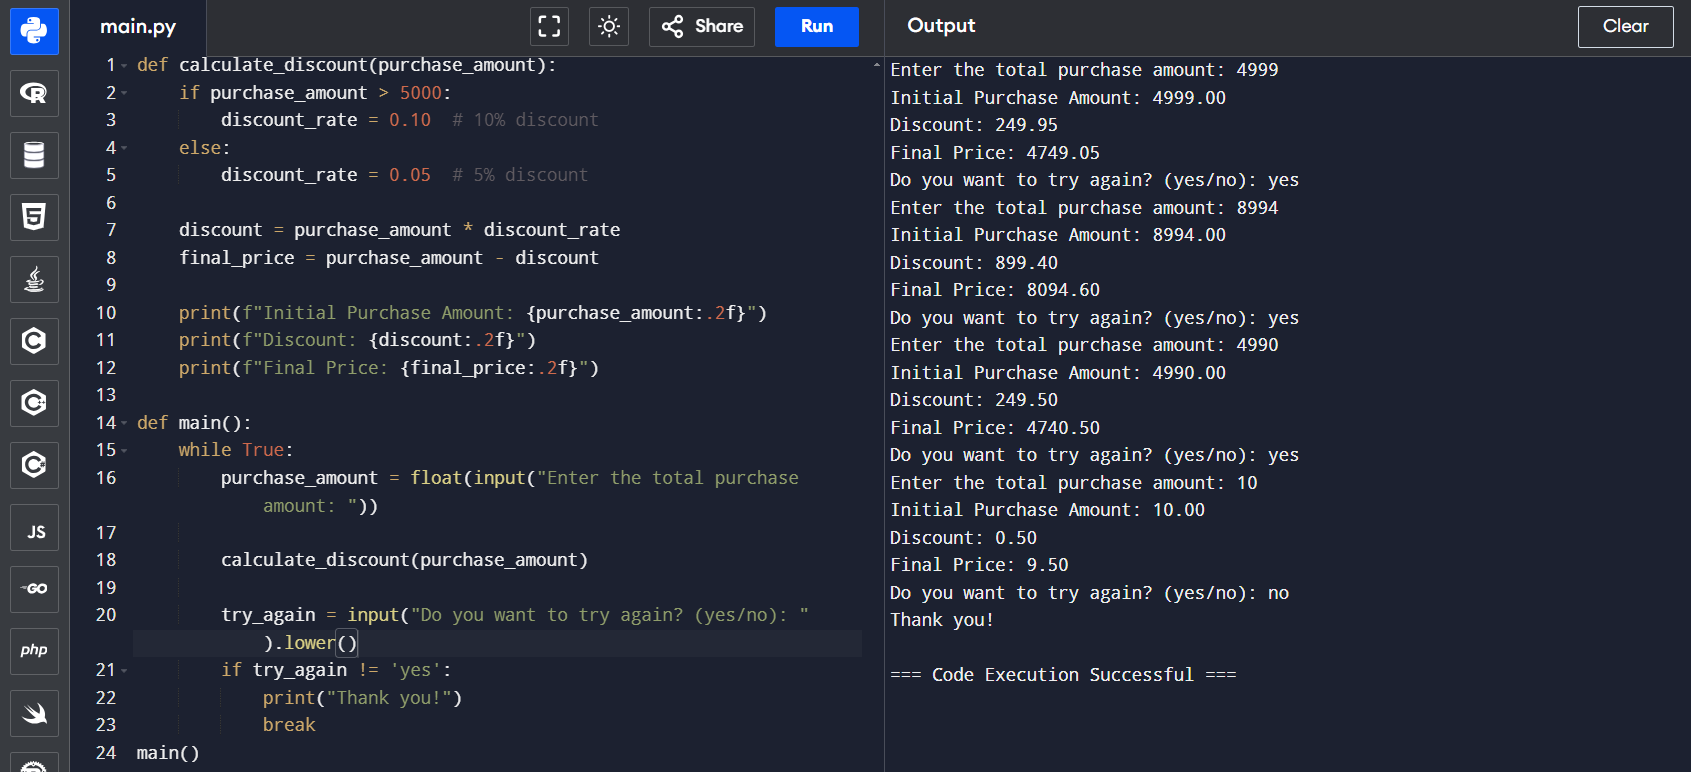 main.py
Share
Run
Output
Clear
1 def calculate_discount(purchase_amount):
2     if purchase_amount > 5000:
3         discount_rate = 0.10  # 10% discount
4     else:
5         discount_rate = 0.05  # 5% discount
6
7     discount = purchase_amount * discount_rate
8     final_price = purchase_amount - discount
9
10     print(f"Initial Purchase Amount: {purchase_amount:.2f}")
11     print(f"Discount: {discount:.2f}")
12     print(f"Final Price: {final_price:.2f}")
13
14 def main():
15     while True:
16         purchase_amount = float(input("Enter the total purchase
amount: "))
17
18         calculate_discount(purchase_amount)
19
20         try_again = input("Do you want to try again? (yes/no): "
).lower()
21         if try_again != 'yes':
22             print("Thank you!")
23             break
24 main()
Enter the total purchase amount: 4999
Initial Purchase Amount: 4999.00
Discount: 249.95
Final Price: 4749.05
Do you want to try again? (yes/no): yes
Enter the total purchase amount: 8994
Initial Purchase Amount: 8994.00
Discount: 899.40
Final Price: 8094.60
Do you want to try again? (yes/no): yes
Enter the total purchase amount: 4990
Initial Purchase Amount: 4990.00
Discount: 249.50
Final Price: 4740.50
Do you want to try again? (yes/no): yes
Enter the total purchase amount: 10
Initial Purchase Amount: 10.00
Discount: 0.50
Final Price: 9.50
Do you want to try again? (yes/no): no
Thank you!
=== Code Execution Successful ===
R
5
C
C
C
JS
GO
php